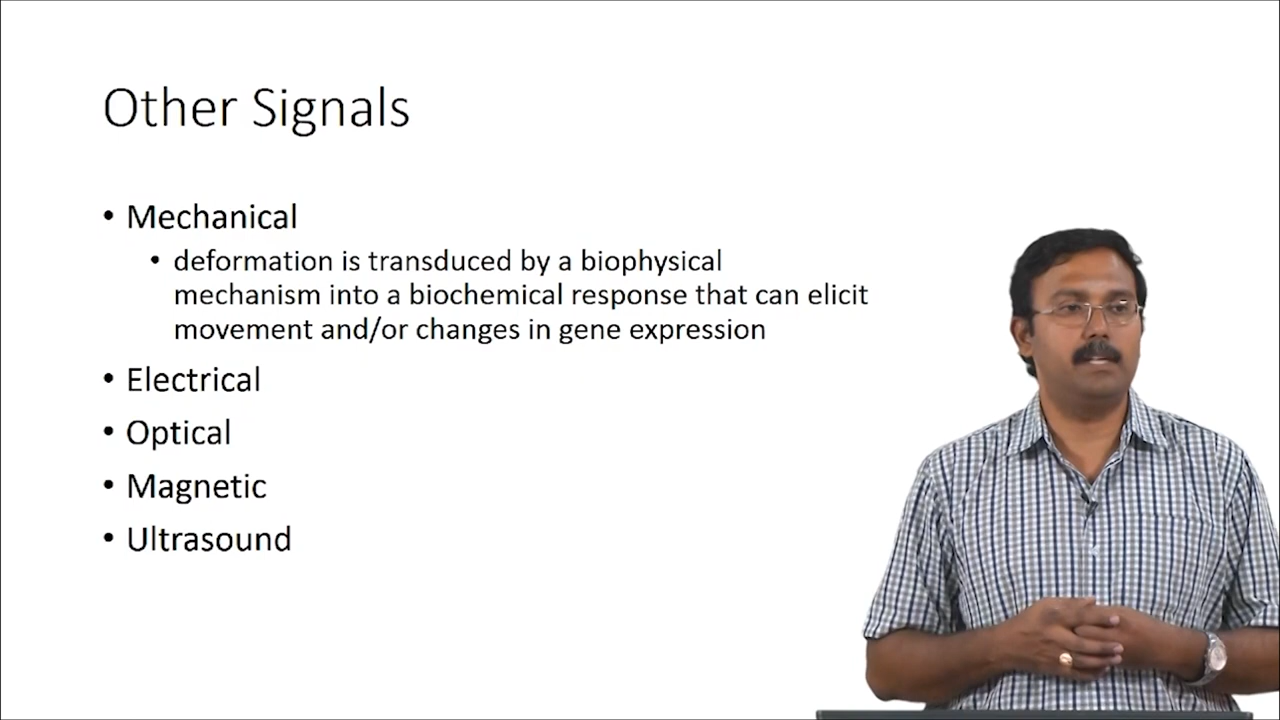 Other Signals
• Mechanical
• deformation is transduced by a biophysical
mechanism into a biochemical response that can elicit
movement and/or changes in gene expression
• Electrical
• Optical
• Magnetic
• Ultrasound